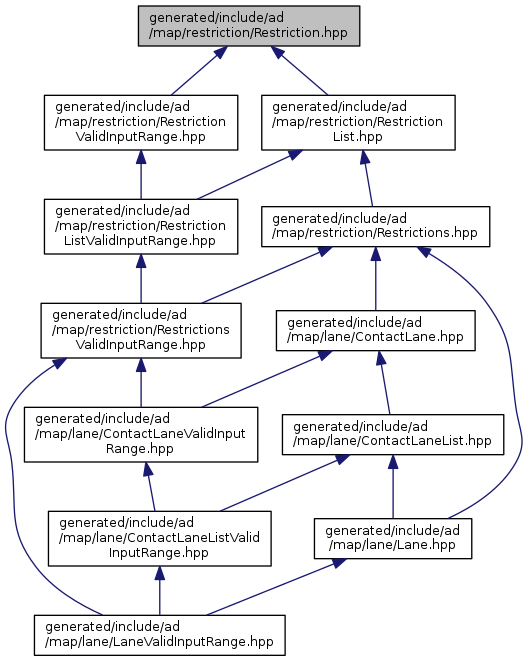 generated/include/ad
/map/restriction/Restriction.hpp
generated/include/ad
/map/restriction/Restriction
ValidInputRange.hpp
generated/include/ad
/map/restriction/Restriction
List.hpp
generated/include/ad
/map/restriction/Restriction
ListValidInputRange.hpp
generated/include/ad
/map/restriction/Restrictions.hpp
generated/include/ad
/map/restriction/Restrictions
ValidInputRange.hpp
generated/include/ad
/map/lane/ContactLane.hpp
generated/include/ad
/map/lane/ContactLaneValidInput
Range.hpp
generated/include/ad
/map/lane/ContactLaneList.hpp
generated/include/ad
/map/lane/ContactLaneListValid
InputRange.hpp
generated/include/ad
/map/lane/Lane.hpp
generated/include/ad
/map/lane/LaneValidInputRange.hpp